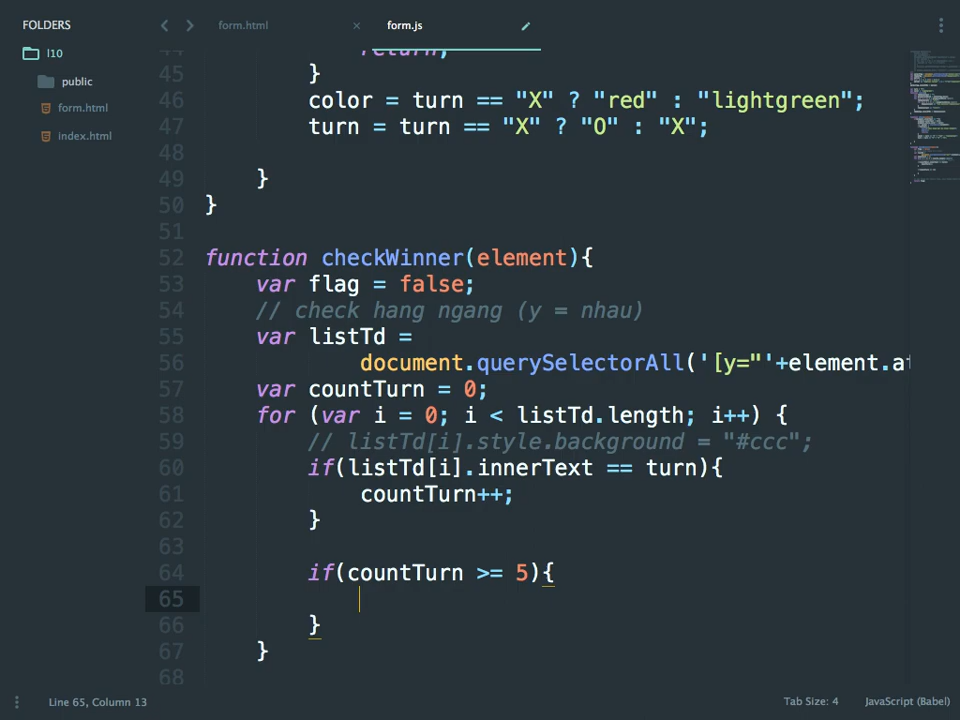 FOLDERS
l10
public
form.html
index.html
form.html
form.js
return;
45 }
46 color = turn == "X" ? "red" : "lightgreen";
47 turn = turn == "X" ? "O" : "X";
48
49 }
50 }
51
52 function checkWinner(element){
53 var flag = false;
54 // check hang ngang (y = nhau)
55 var listTd =
56 document.querySelectorAll('[y="'+element.at
57 var countTurn = 0;
58 for (var i = 0; i < listTd.length; i++) {
59 // listTd[i].style.background = "#ccc";
60 if(listTd[i].innerText == turn){
61 countTurn++;
62 }
63
64 if(countTurn >= 5){
65
66 }
67 }
68
Line 65, Column 13
Tab Size: 4
JavaScript (Babel)